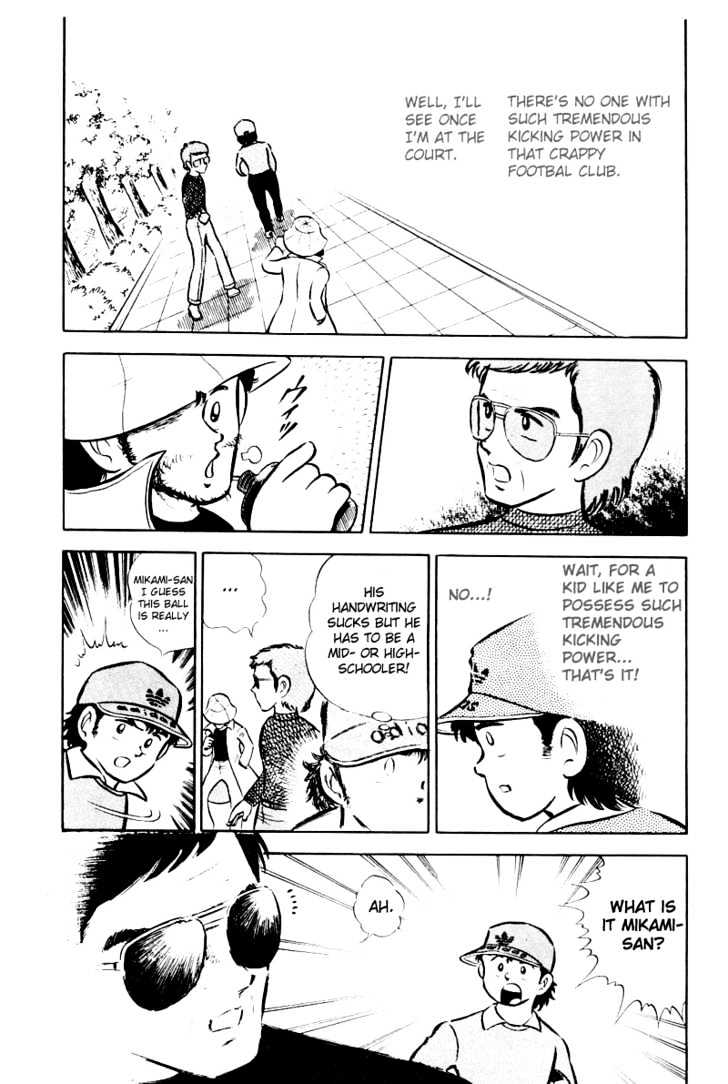 THERE'S NO ONE WITH
SUCH TREMENDOUS
KICKING POWER IN
THAT CRAPPY
FOOTBAL CLUB.
WELL, I'LL
SEE ONCE
I'M AT THE
COURT.
WAIT, FOR A
KID LIKE ME TO
POSSESS SUCH
TREMENDOUS
KICKING
POWER...
THAT'S IT!
NO...!
adidas
HIS
HANDWRITING
SUCKS BUT HE
HAS TO BE A
MID- OR HIGH-
SCHOOLER!
...
adidas
MIKAMI-SAN
I GUESS
THIS BALL
IS REALLY
...
WHAT IS
IT MIKAMI-
SAN?
AH.